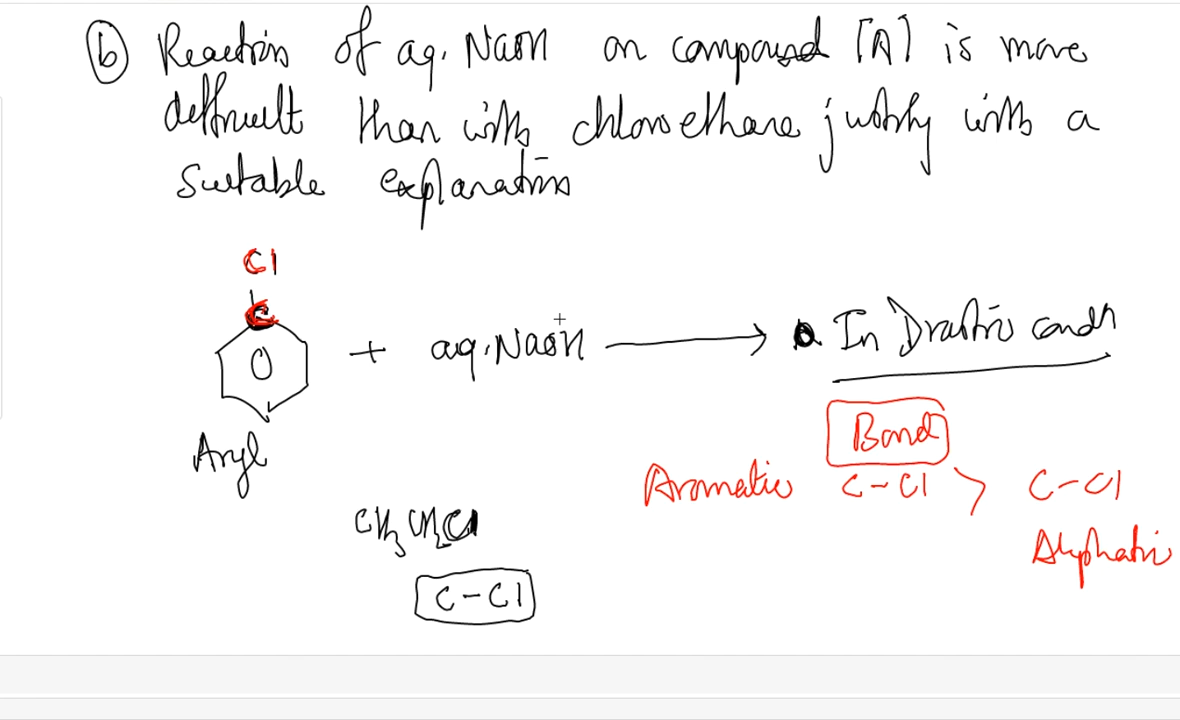 (b) Reaction of aq. NaOH on compound [A] is more
difficult than with chloroethane justify with a
suitable explanation
Cl
C
+ aq. NaOH → In Drastic condn
Bond
Aryl
Aromatic C-Cl > C-Cl
CH3CH2Cl
Aliphatic
C-Cl